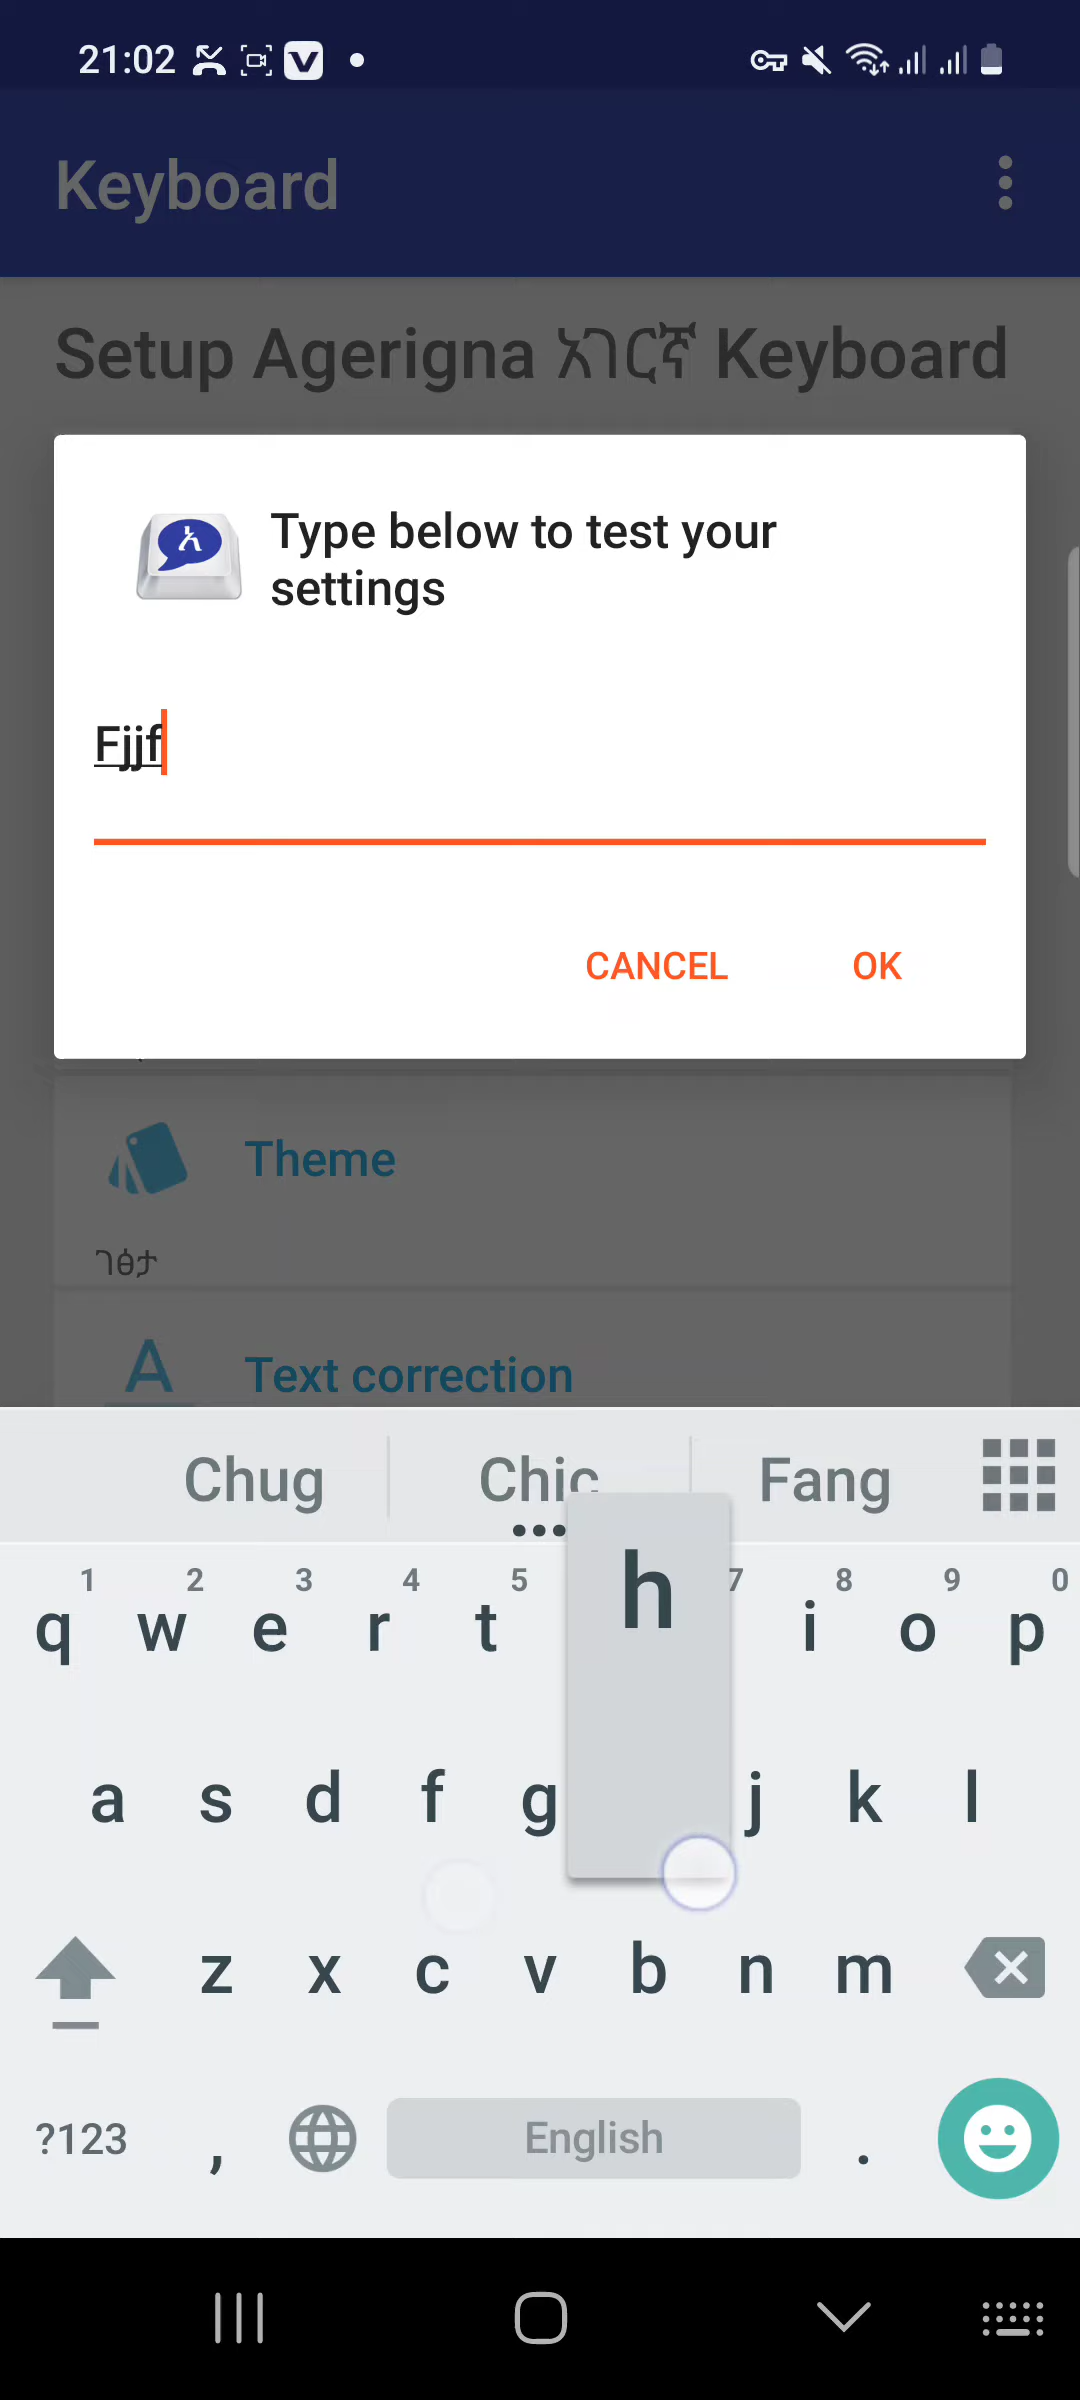 21:02
Keyboard
Setup Agerigna አገርኛ Keyboard
አ
Type below to test your
settings
Fjjf
CANCEL OK
Theme
ገፅታ
A Text correction
Chug Chic Fang
1 2 3 4 5 7 8 9 0
q w e r t h i o p
a s d f g j k l
z x c v b n m
?123 , English .